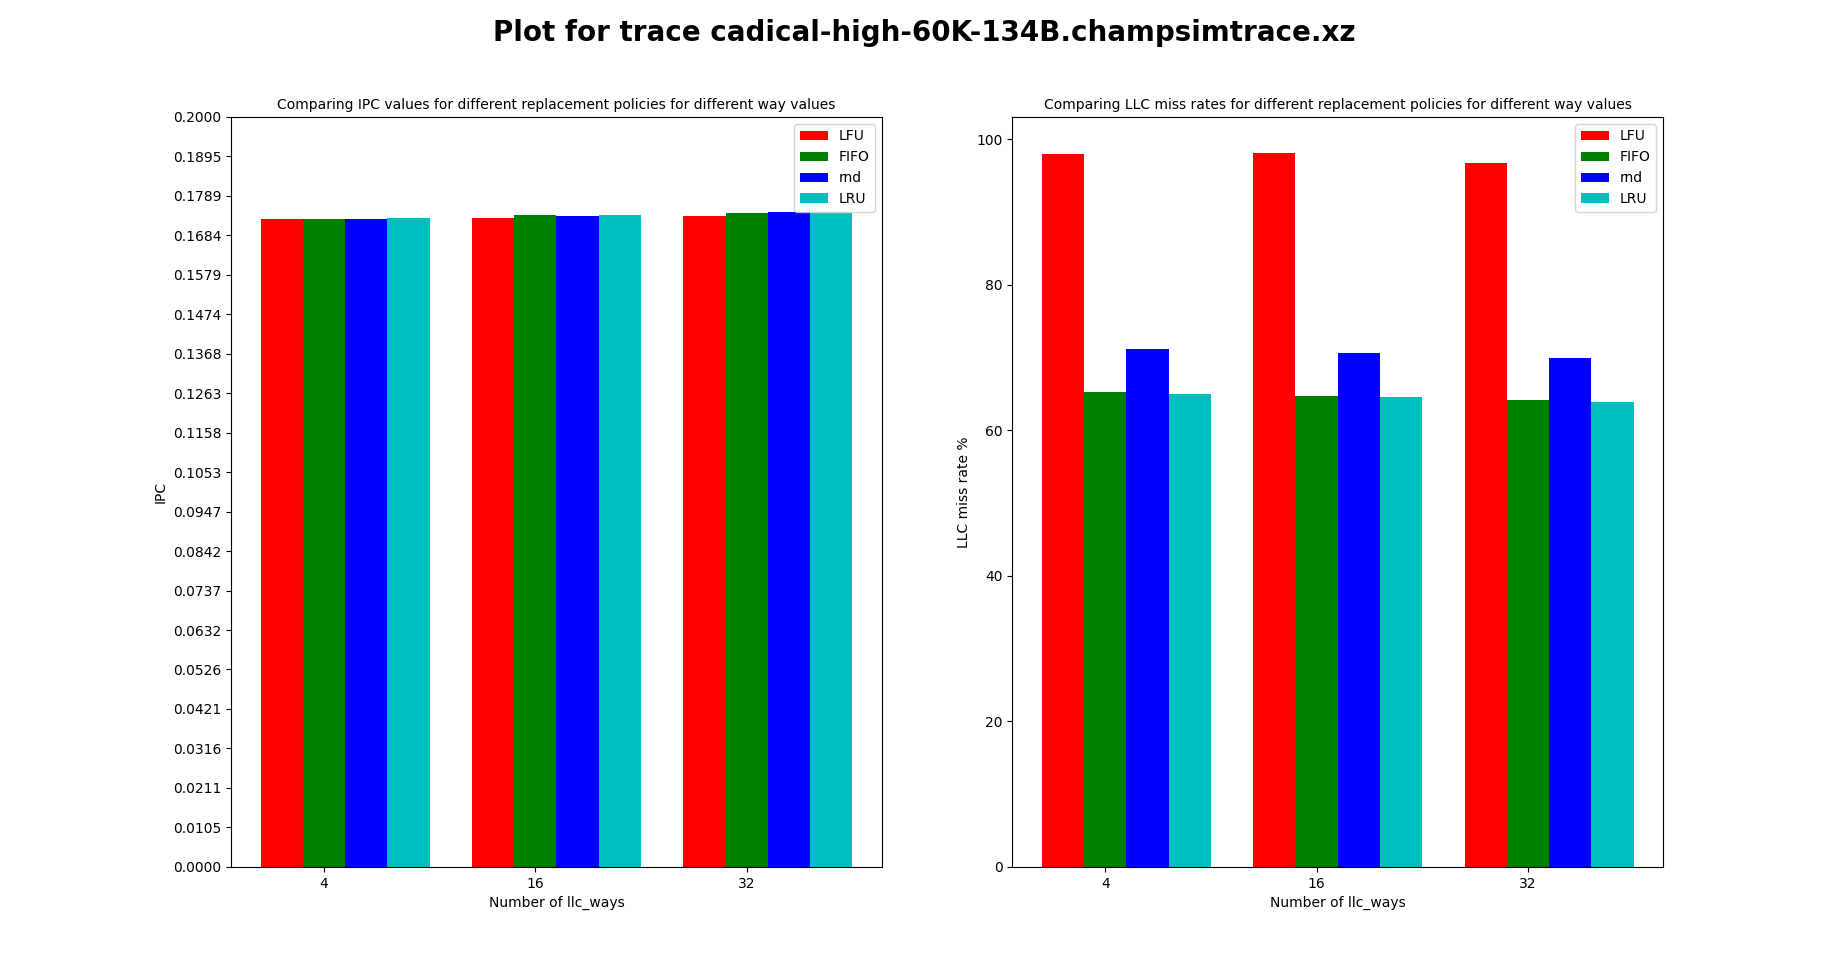 Plot for trace cadical-high-60K-134B.champsimtrace.xz
Comparing IPC values for different replacement policies for different way values
0.2000
0.1895
0.1789
0.1684
0.1579
0.1474
0.1368
0.1263
0.1158
0.1053
0.0947
0.0842
0.0737
0.0632
0.0526
0.0421
0.0316
0.0211
0.0105
0.0000
IPC
LFU
FIFO
rnd
LRU
4 16 32
Number of llc_ways
Comparing LLC miss rates for different replacement policies for different way values
100
80
60
40
20
0
LLC miss rate %
LFU
FIFO
rnd
LRU
4 16 32
Number of llc_ways